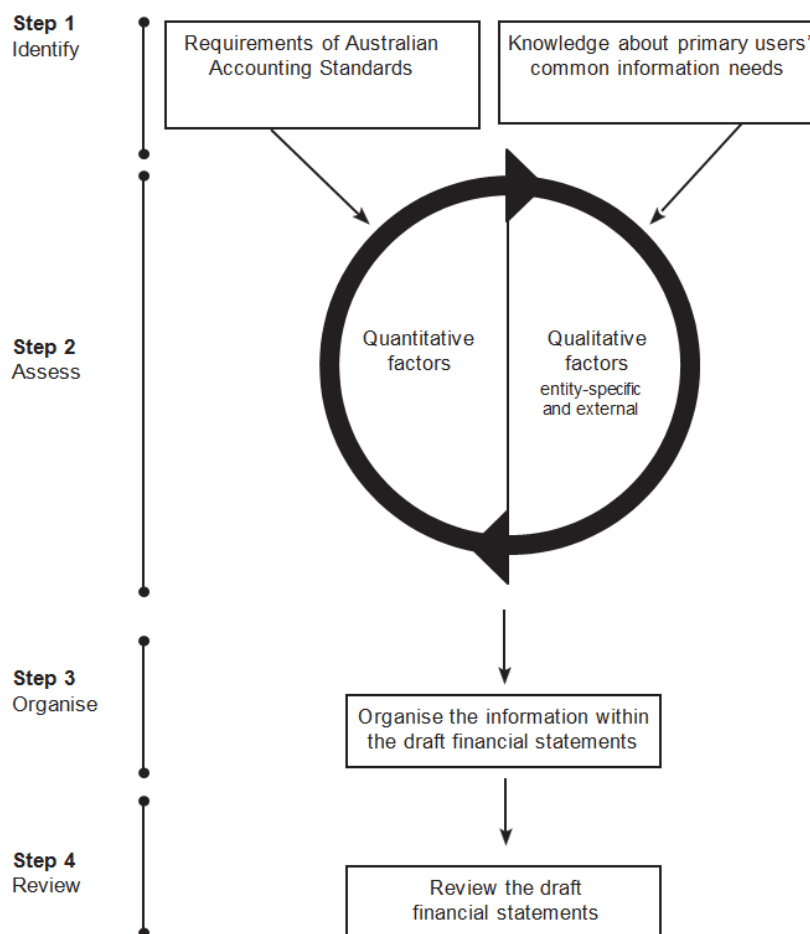 Step 1
Identify
Requirements of Australian
Accounting Standards
Knowledge about primary users'
common information needs
Step 2
Assess
Quantitative
factors
Qualitative
factors
entity-specific
and external
Step 3
Organise
Organise the information within
the draft financial statements
Step 4
Review
Review the draft
financial statements